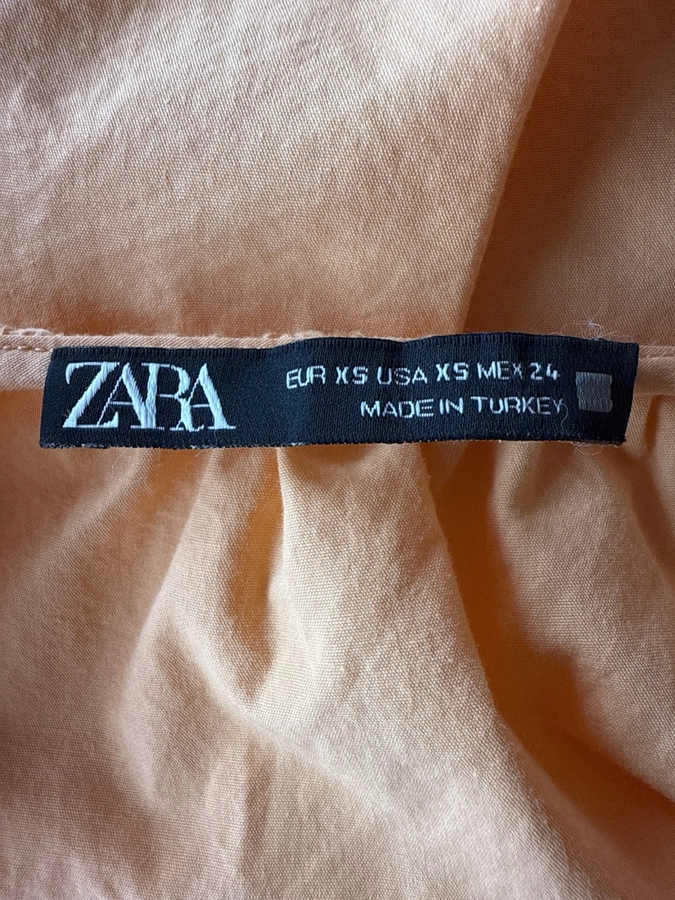 ZARA
EUR XS USA XS MEX 24
MADE IN TURKEY